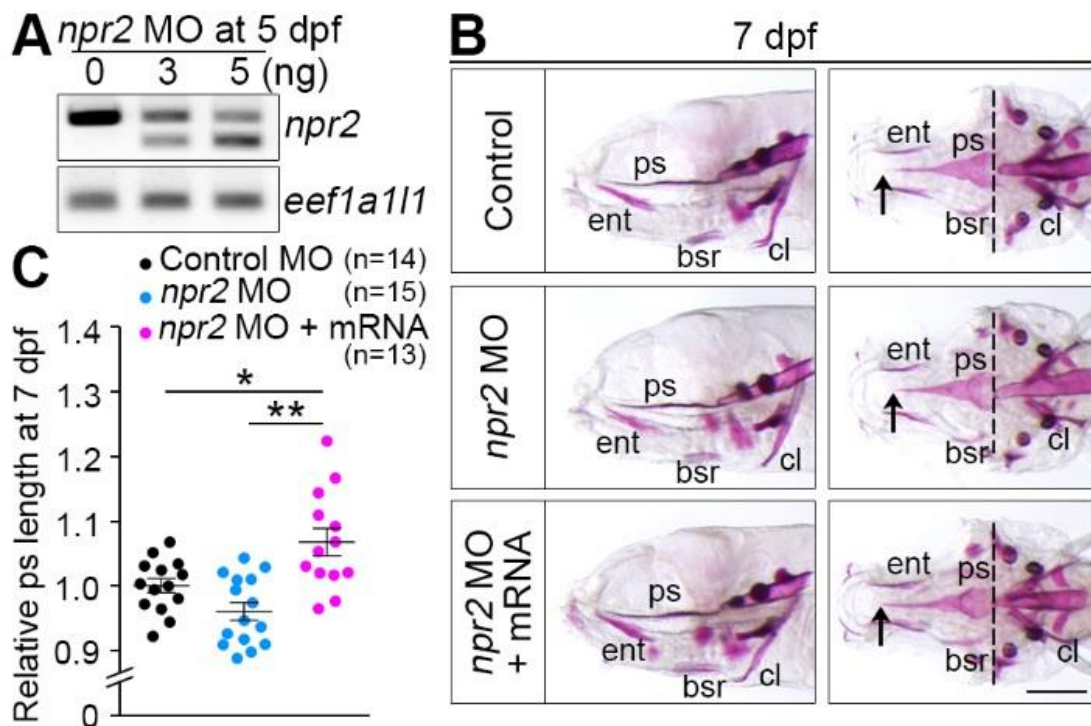 A
npr2 MO at 5 dpf
0 3 5 (ng)
npr2
eef1a1l1
B
7 dpf
Control
ps
ent
bsr
cl
ent
ps
bsr
cl
npr2 MO
ps
ent
bsr
cl
ent
ps
bsr
cl
npr2 MO
+ mRNA
ps
ent
bsr
cl
ent
ps
bsr
cl
C
Control MO (n=14)
npr2 MO (n=15)
npr2 MO + mRNA
(n=13)
Relative ps length at 7 dpf
1.4
1.3
1.2
1.1
1.0
0.9
0
*
**